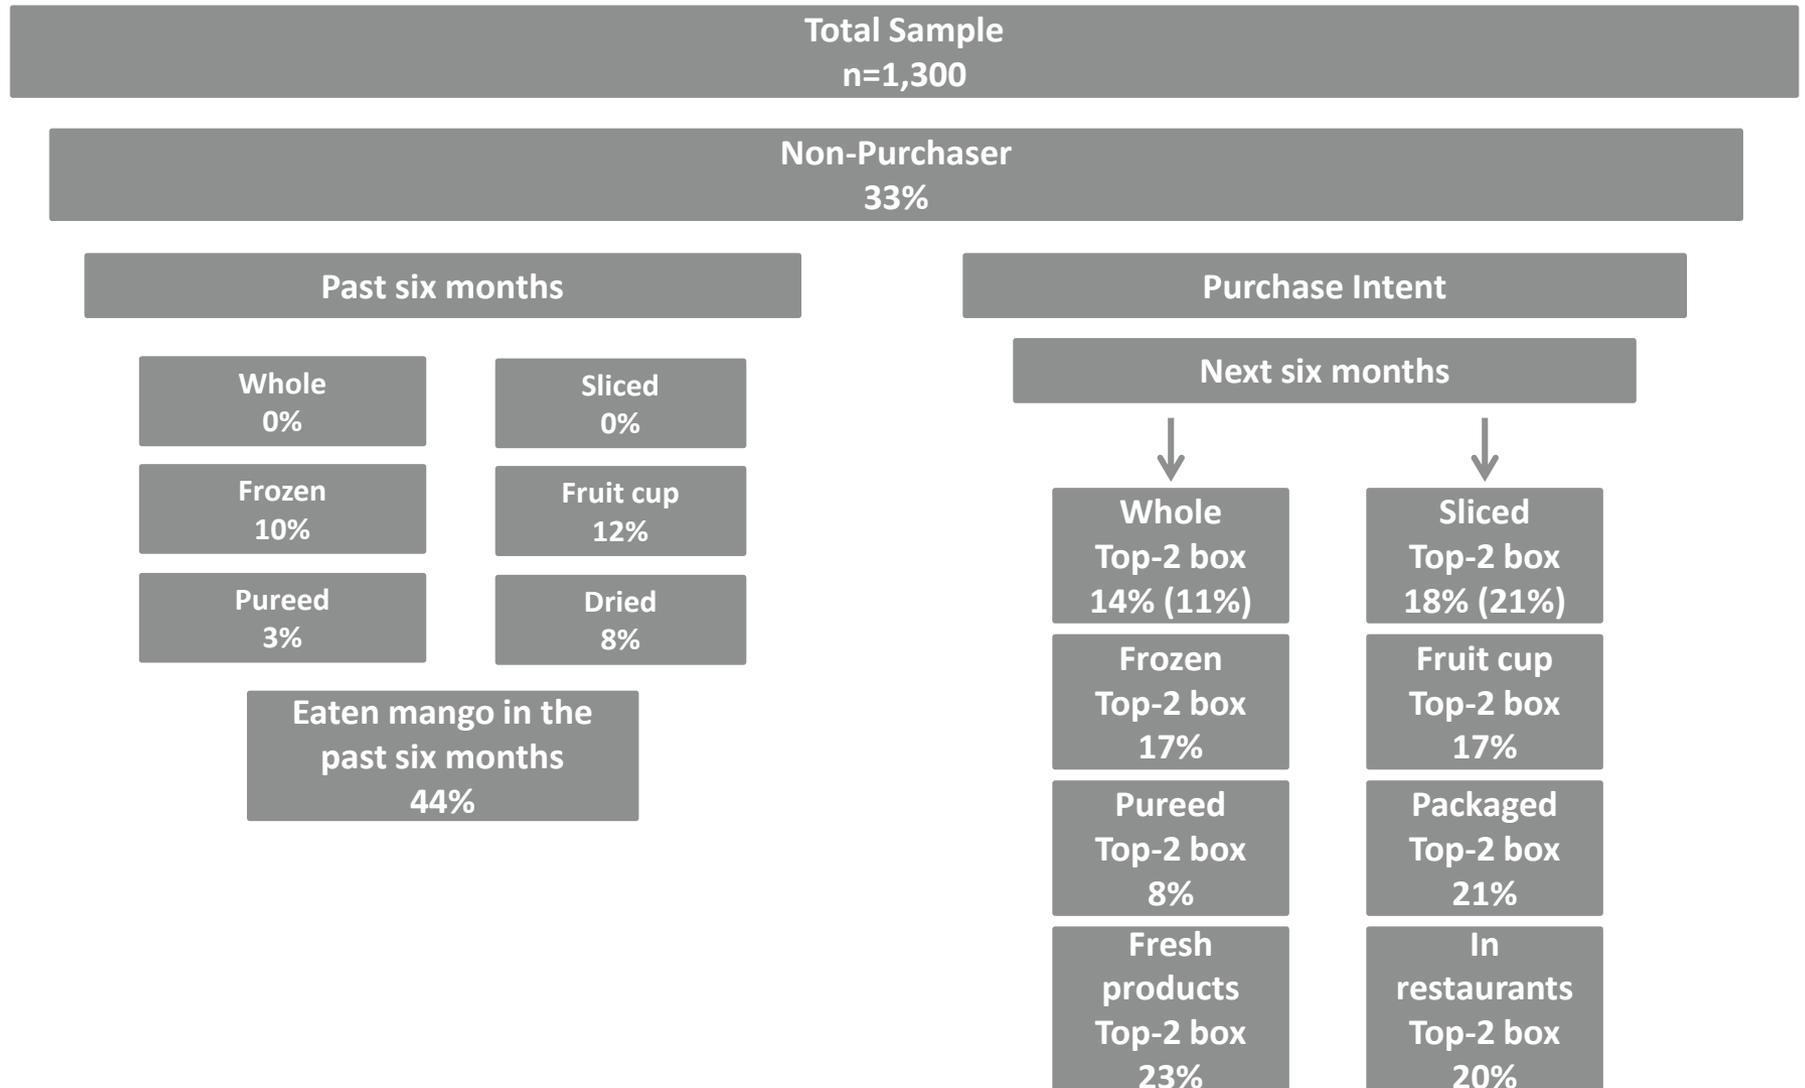 Total Sample
n=1,300
Non-Purchaser
33%
Past six months
Whole
0%
Sliced
0%
Frozen
10%
Fruit cup
12%
Pureed
3%
Dried
8%
Eaten mango in the
past six months
44%
Purchase Intent
Next six months
Whole
Top-2 box
14% (11%)
Sliced
Top-2 box
18% (21%)
Frozen
Top-2 box
17%
Fruit cup
Top-2 box
17%
Pureed
Top-2 box
8%
Packaged
Top-2 box
21%
Fresh
products
Top-2 box
23%
In
restaurants
Top-2 box
20%